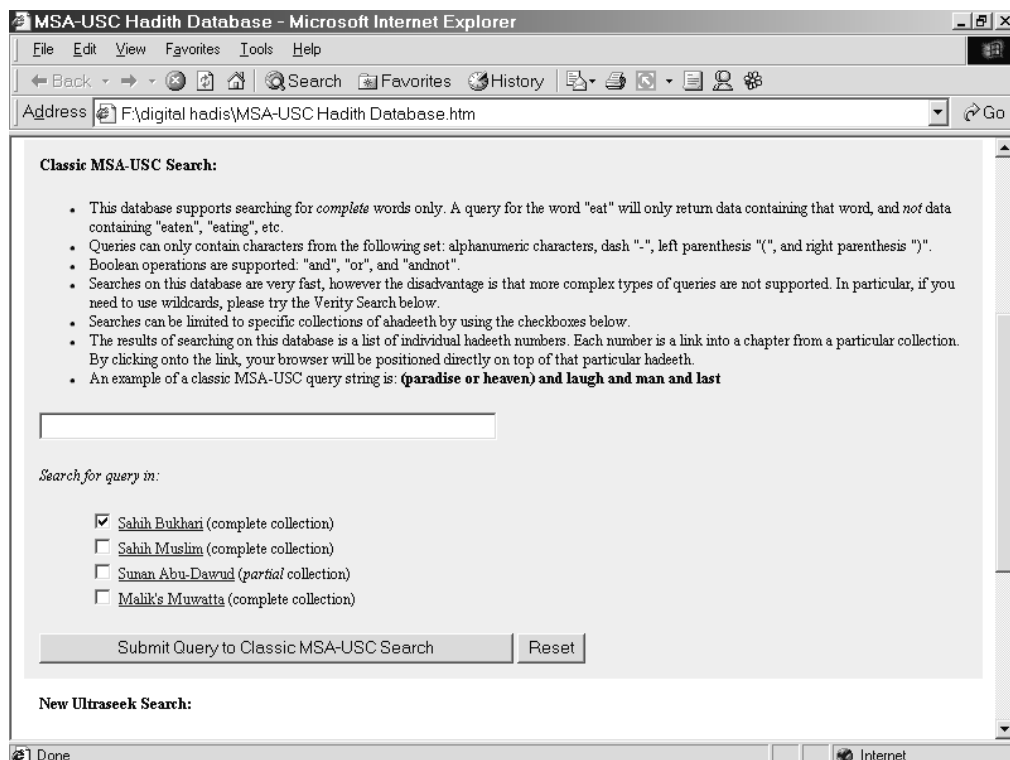 MSA-USC Hadith Database - Microsoft Internet Explorer
File Edit View Favorites Tools Help
Back Search Favorites History
Address F:\digital hadis\MSA-USC Hadith Database.htm Go
Classic MSA-USC Search:
• This database supports searching for complete words only. A query for the word "eat" will only return data containing that word, and not data
containing "eaten", "eating", etc.
• Queries can only contain characters from the following set: alphanumeric characters, dash "-", left parenthesis "(", and right parenthesis ")".
• Boolean operations are supported: "and", "or", and "andnot".
• Searches on this database are very fast, however the disadvantage is that more complex types of queries are not supported. In particular, if you
need to use wildcards, please try the Verity Search below.
• Searches can be limited to specific collections of ahadeeth by using the checkboxes below.
• The results of searching on this database is a list of individual hadeeth numbers. Each number is a link into a chapter from a particular collection.
By clicking onto the link, your browser will be positioned directly on top of that particular hadeeth.
• An example of a classic MSA-USC query string is: (paradise or heaven) and laugh and man and last
Search for query in:
Sahih Bukhari (complete collection)
Sahih Muslim (complete collection)
Sunan Abu-Dawud (partial collection)
Malik's Muwatta (complete collection)
Submit Query to Classic MSA-USC Search Reset
New Ultraseek Search:
Done Internet